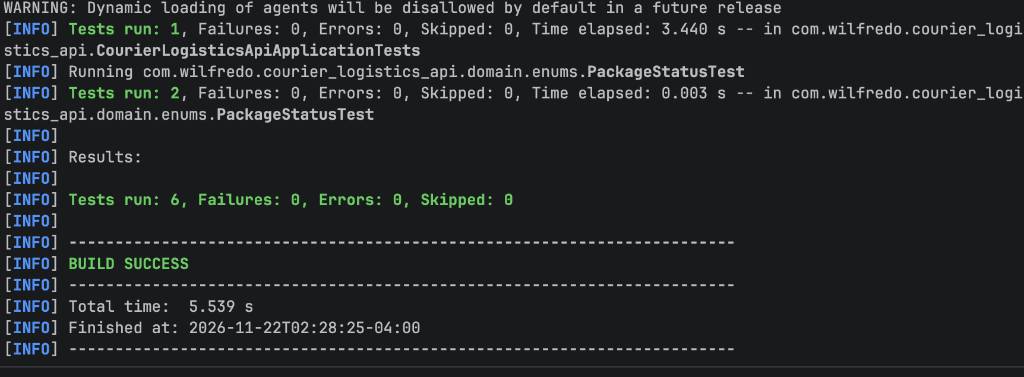 WARNING: Dynamic loading of agents will be disallowed by default in a future release
[INFO] Tests run: 1, Failures: 0, Errors: 0, Skipped: 0, Time elapsed: 3.440 s -- in com.wilfredo.courier_logi
stics_api.CourierLogisticsApiApplicationTests
[INFO] Running com.wilfredo.courier_logistics_api.domain.enums.PackageStatusTest
[INFO] Tests run: 2, Failures: 0, Errors: 0, Skipped: 0, Time elapsed: 0.003 s -- in com.wilfredo.courier_logi
stics_api.domain.enums.PackageStatusTest
[INFO]
[INFO] Results:
[INFO]
[INFO] Tests run: 6, Failures: 0, Errors: 0, Skipped: 0
[INFO]
[INFO] ------------------------------------------------------------------------
[INFO] BUILD SUCCESS
[INFO] ------------------------------------------------------------------------
[INFO] Total time:  5.539 s
[INFO] Finished at: 2026-11-22T02:28:25-04:00
[INFO] ------------------------------------------------------------------------